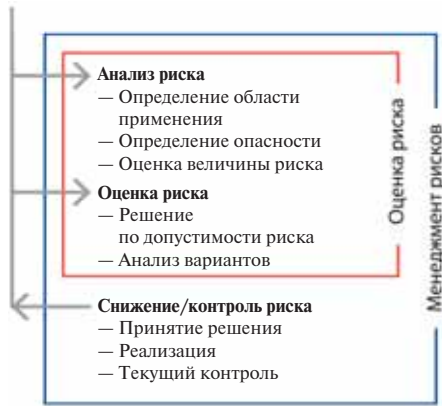 Анализ риска
— Определение области
применения
— Определение опасности
— Оценка величины риска
Оценка риска
— Решение
по допустимости риска
— Анализ вариантов
Снижение/контроль риска
— Принятие решения
— Реализация
— Текущий контроль
Оценка риска
Менеджмент рисков